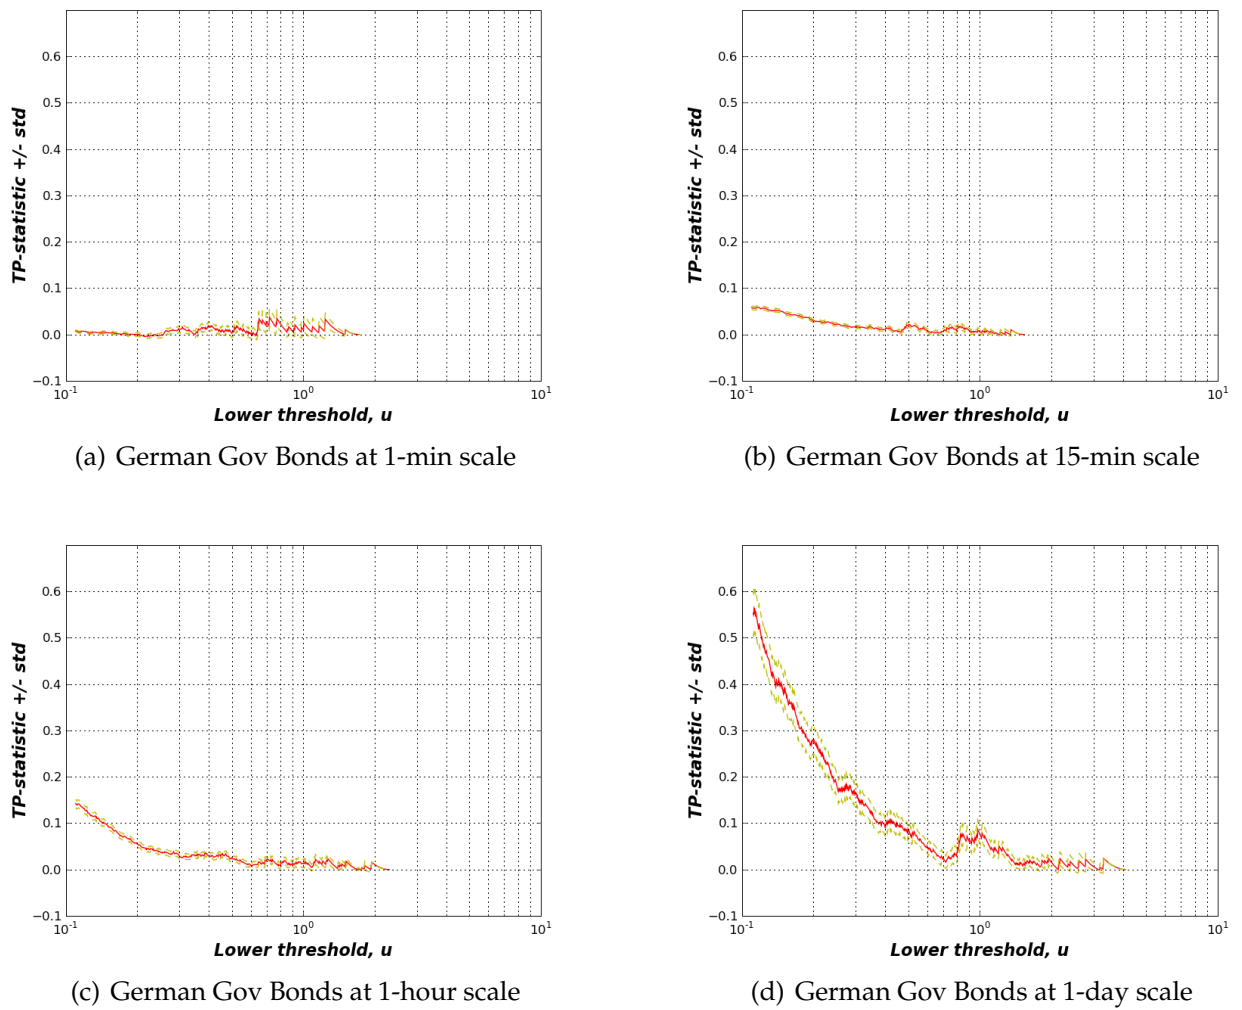 0.6
0.5
0.4
0.3
0.2
0.1
0.0
−0.1
TP-statistic +/- std
10⁻¹ 10⁰ 10¹
Lower threshold, u
(a) German Gov Bonds at 1-min scale
0.6
0.5
0.4
0.3
0.2
0.1
0.0
−0.1
TP-statistic +/- std
10⁻¹ 10⁰ 10¹
Lower threshold, u
(b) German Gov Bonds at 15-min scale
0.6
0.5
0.4
0.3
0.2
0.1
0.0
−0.1
TP-statistic +/- std
10⁻¹ 10⁰ 10¹
Lower threshold, u
(c) German Gov Bonds at 1-hour scale
0.6
0.5
0.4
0.3
0.2
0.1
0.0
−0.1
TP-statistic +/- std
10⁻¹ 10⁰ 10¹
Lower threshold, u
(d) German Gov Bonds at 1-day scale